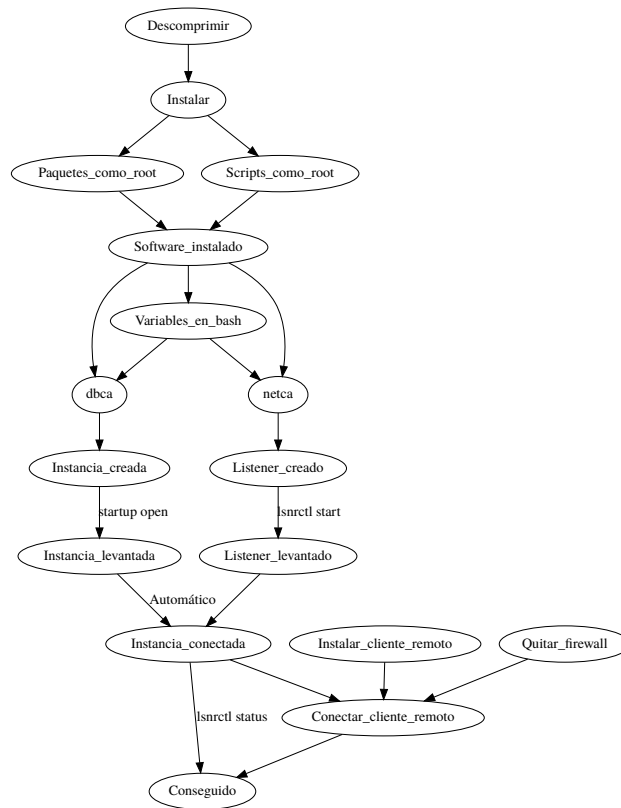 Descomprimir
Instalar
Paquetes_como_root
Scripts_como_root
Software_instalado
Variables_en_bash
dbca
netca
Instancia_creada
Listener_creado
startup open
lsnrctl start
Instancia_levantada
Listener_levantado
Automático
Instancia_conectada
Instalar_cliente_remoto
Quitar_firewall
lsnrctl status
Conectar_cliente_remoto
Conseguido